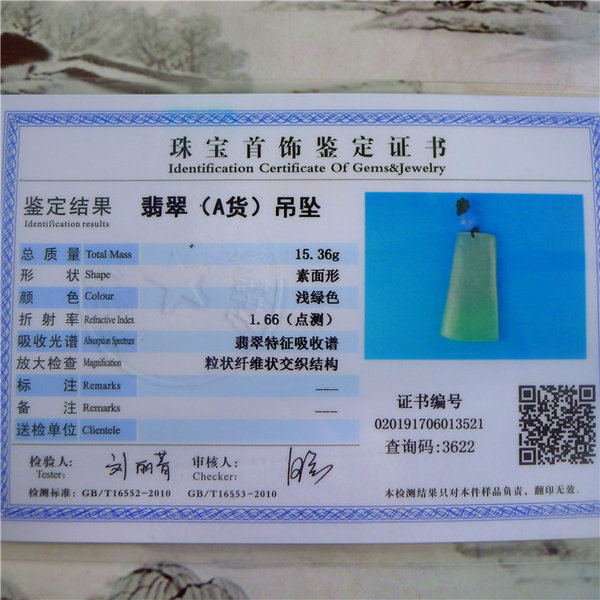 珠宝首饰鉴定证书
Identification Certificate Of Gems&Jewelry
鉴定结果 翡翠（A货）吊坠
Identification results
总质量 Total Mass 15.36g
形状 Shape 素面形
颜色 Colour 浅绿色
折射率 Refractive Index 1.66（点测）
吸收光谱 Absorption Spectrum 翡翠特征吸收谱
放大检查 Magnification 粒状纤维状交织结构
标注 Remarks ———
备注 Remarks ———
送检单位 Clientele
证书编号
020191706013521
查询码:3622
检验人: 刘丽菁 审核人:
Tester: Checker:
检测标准: GB/T16552-2010 GB/T16553-2010
本检测结果只对本件样品负责，翻印无效.